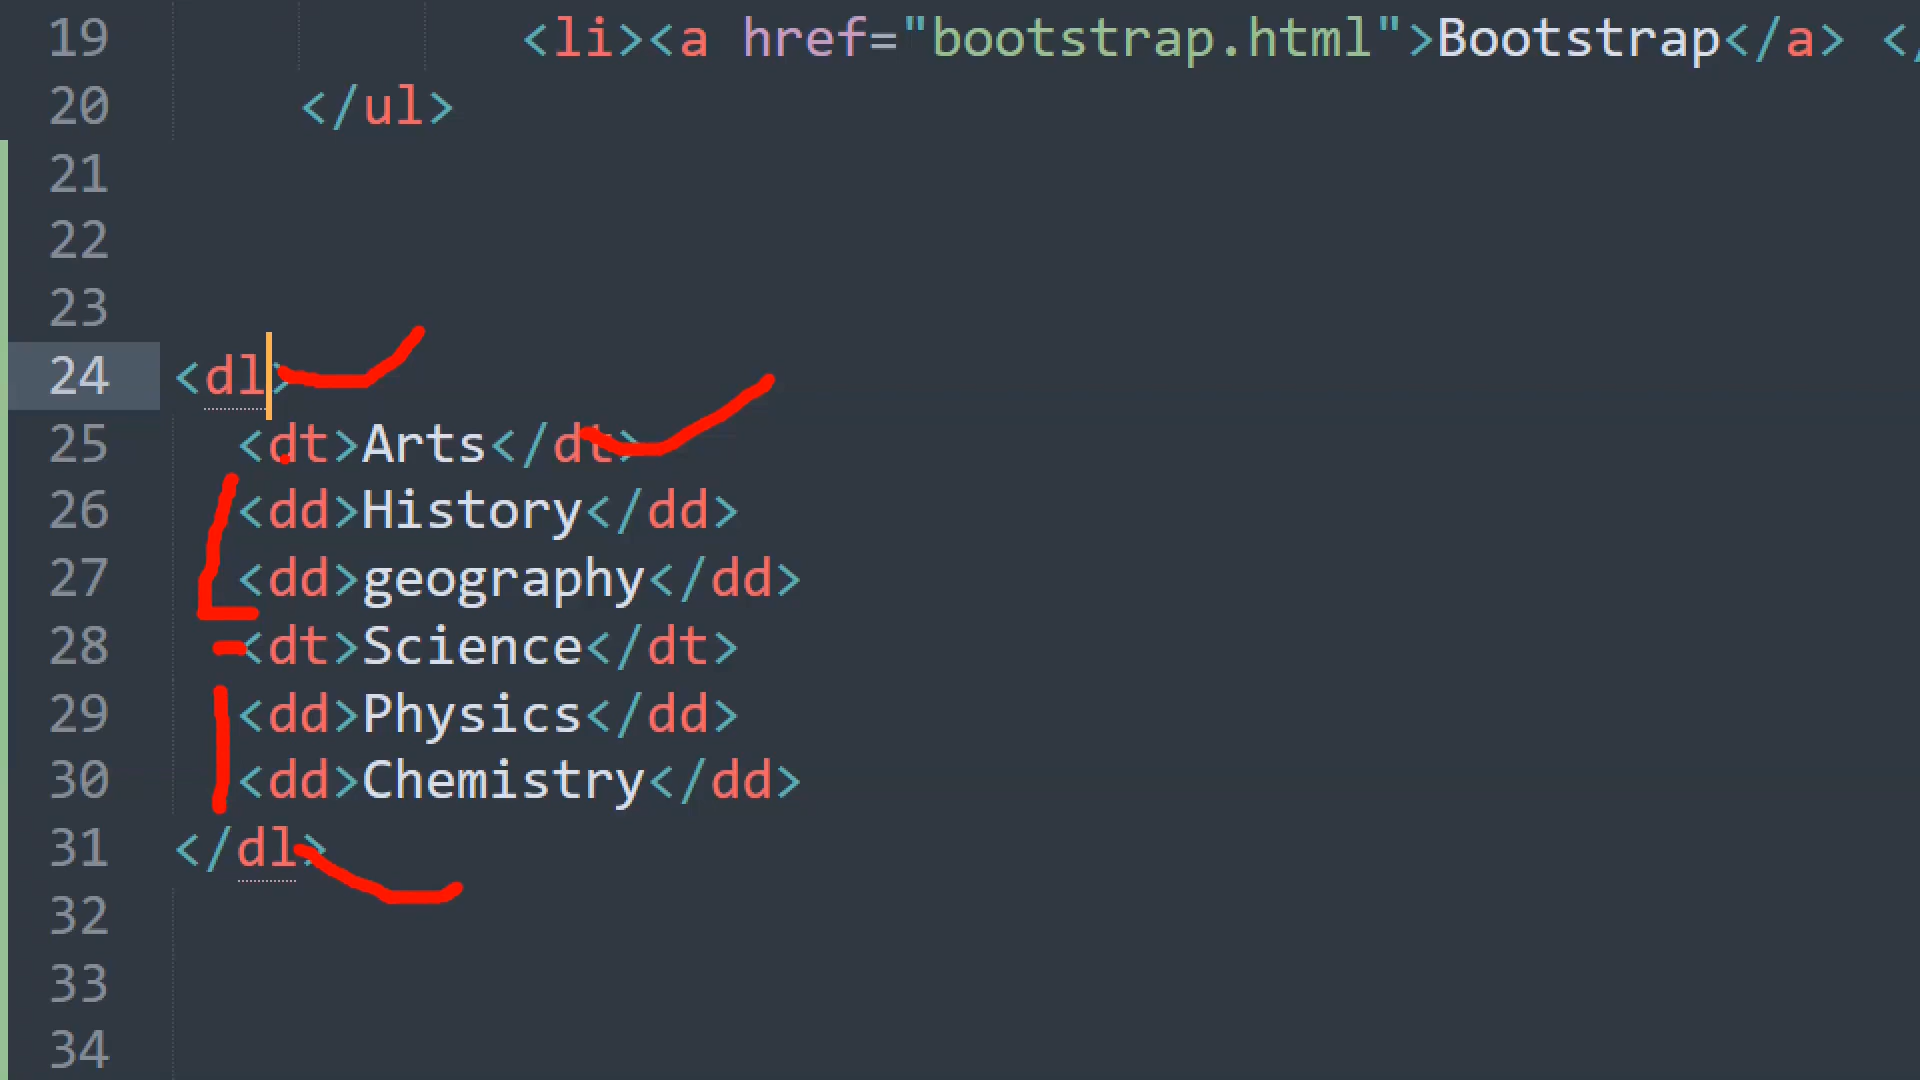 19 <li><a href="bootstrap.html">Bootstrap</a> </
20 </ul>
21
22
23
24 <dl>
25 <dt>Arts</dt>
26 <dd>History</dd>
27 <dd>geography</dd>
28 <dt>Science</dt>
29 <dd>Physics</dd>
30 <dd>Chemistry</dd>
31 </dl>
32
33
34